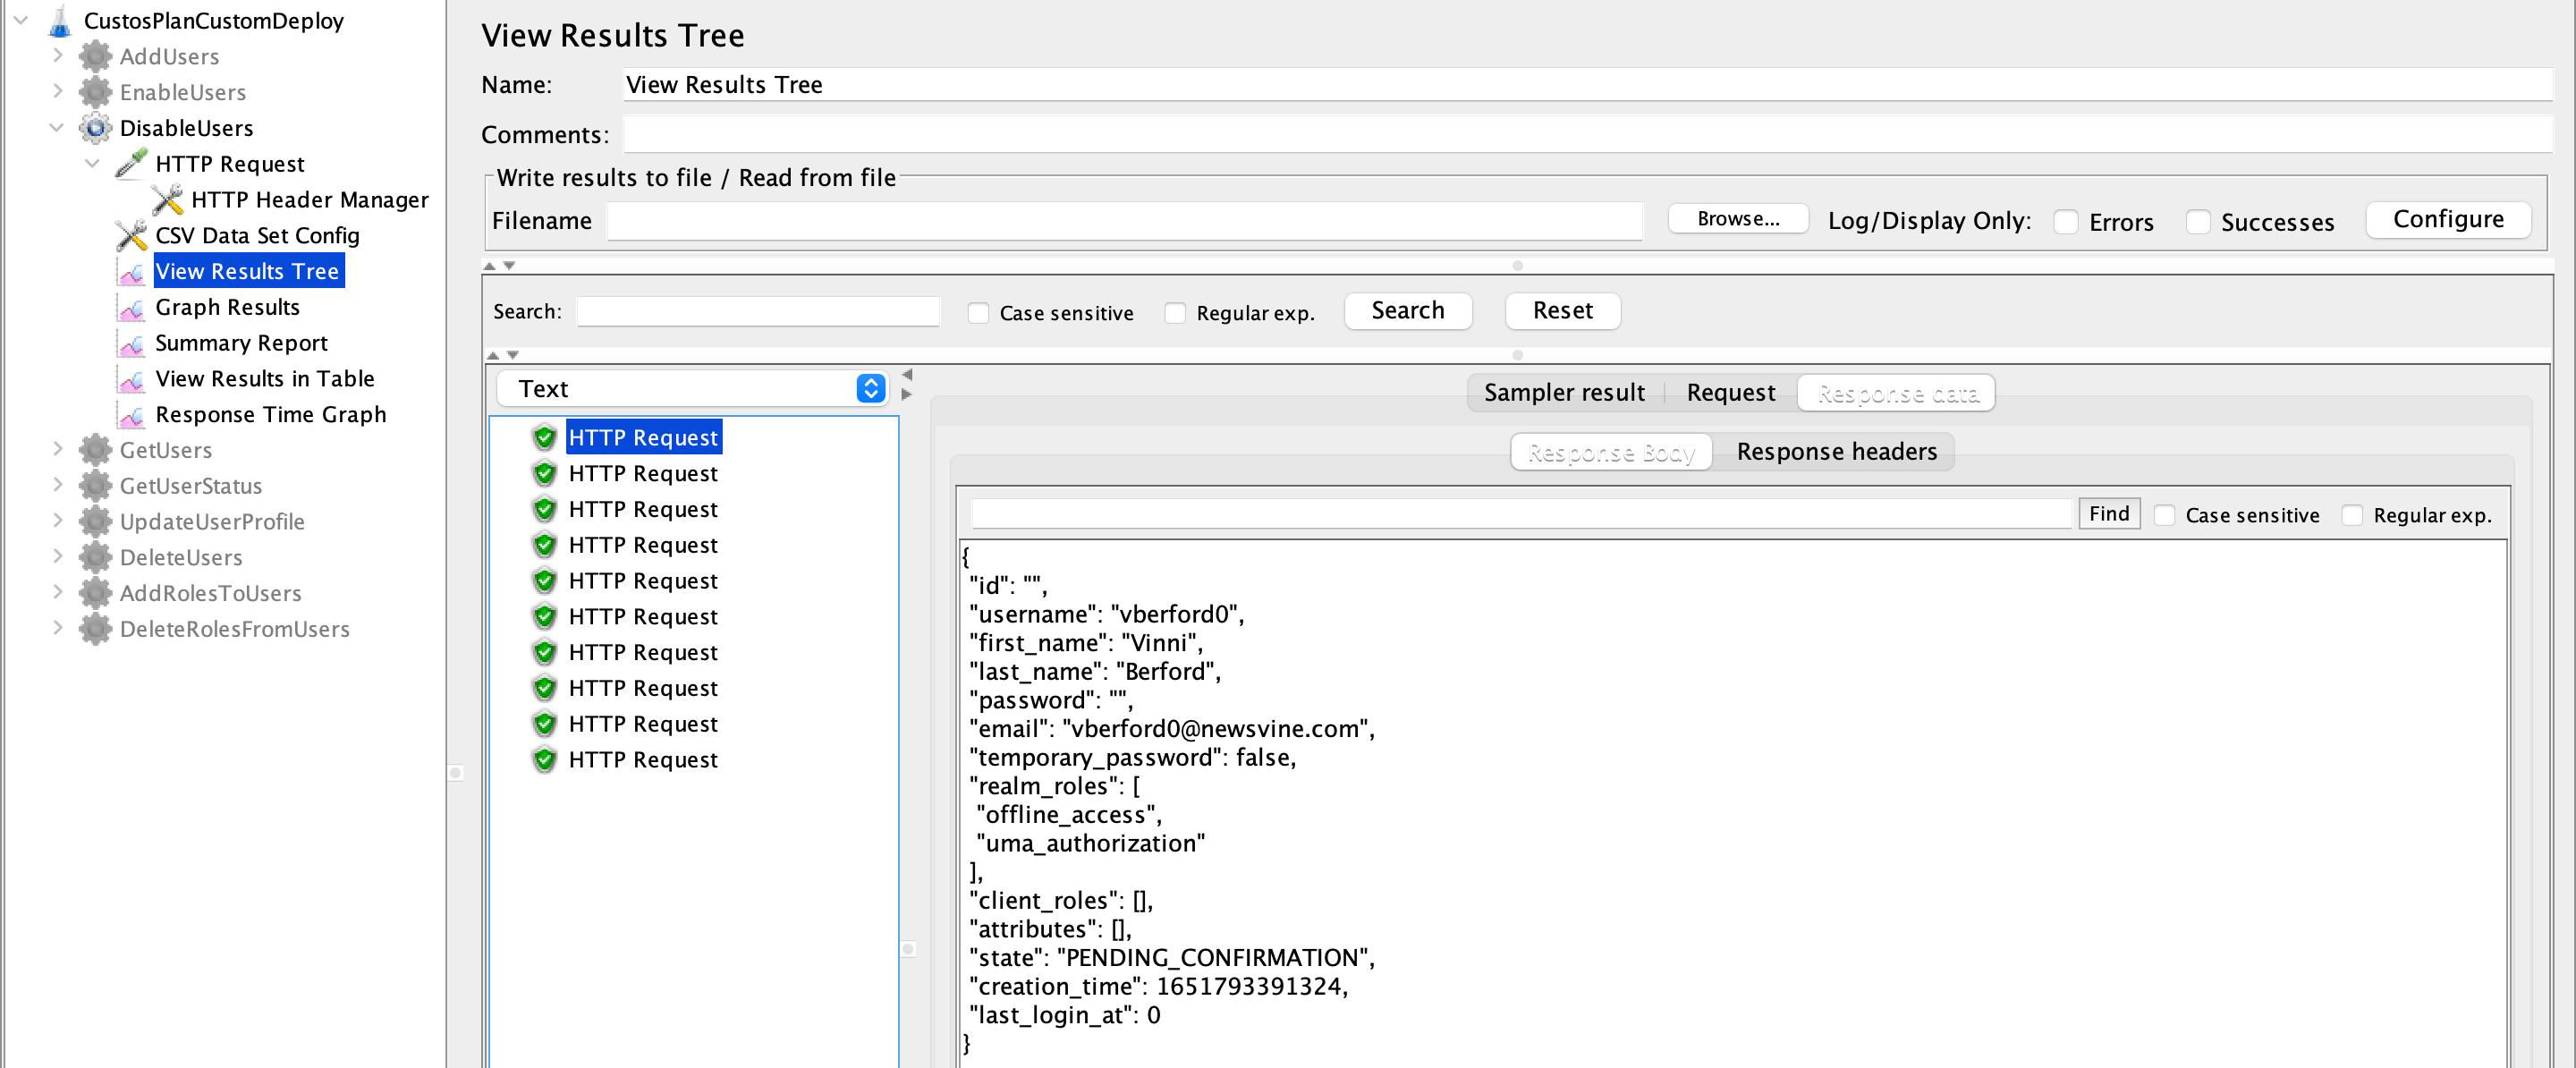 CustosPlanCustomDeploy
AddUsers
EnableUsers
DisableUsers
HTTP Request
HTTP Header Manager
CSV Data Set Config
View Results Tree
Graph Results
Summary Report
View Results in Table
Response Time Graph
GetUsers
GetUserStatus
UpdateUserProfile
DeleteUsers
AddRolesToUsers
DeleteRolesFromUsers
View Results Tree
Name: View Results Tree
Comments:
Write results to file / Read from file
Filename Browse... Log/Display Only: Errors Successes Configure
Search: Case sensitive Regular exp. Search Reset
Text
HTTP Request
HTTP Request
HTTP Request
HTTP Request
HTTP Request
HTTP Request
HTTP Request
HTTP Request
HTTP Request
HTTP Request
Sampler result Request Response data
Response Body Response headers
Find Case sensitive Regular exp.
{
"id": "",
"username": "vberford0",
"first_name": "Vinni",
"last_name": "Berford",
"password": "",
"email": "vberford0@newsvine.com",
"temporary_password": false,
"realm_roles": [
"offline_access",
"uma_authorization"
],
"client_roles": [],
"attributes": [],
"state": "PENDING_CONFIRMATION",
"creation_time": 1651793391324,
"last_login_at": 0
}